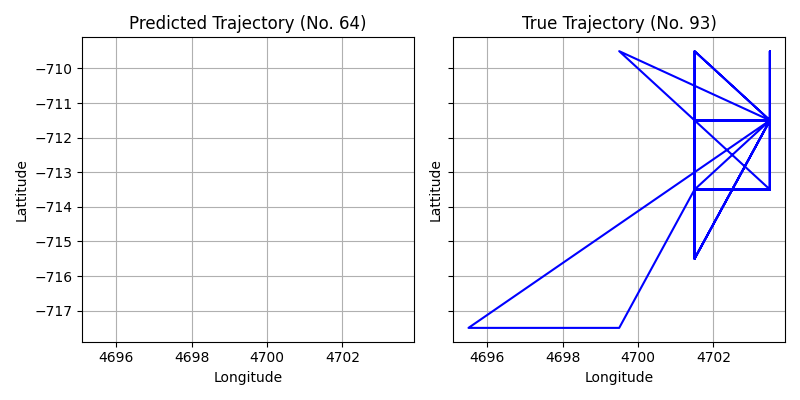 Predicted Trajectory (No. 64)
True Trajectory (No. 93)
−710
−711
−712
−713
−714
−715
−716
−717
Lattitude
Lattitude
4696
4698
4700
4702
4696
4698
4700
4702
Longitude
Longitude